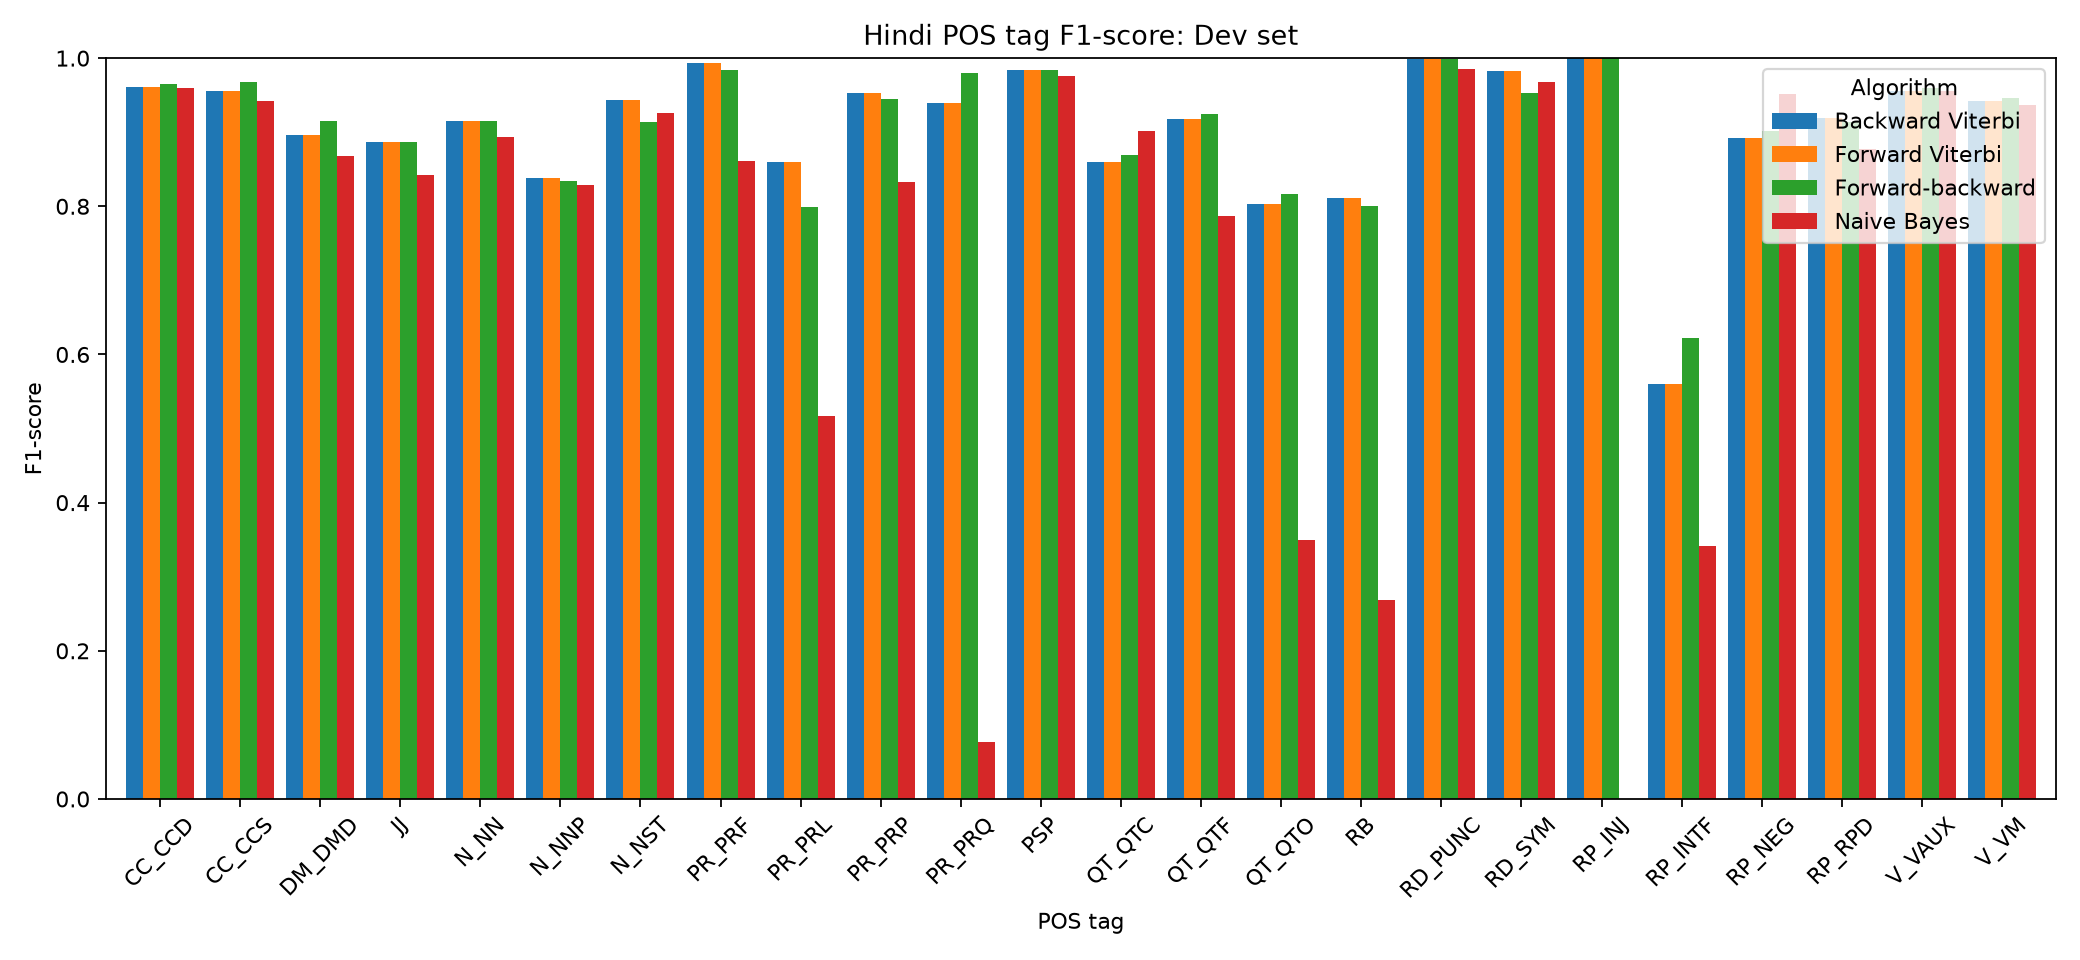 Hindi POS tag F1-score: Dev set
1.0
0.8
0.6
0.4
0.2
0.0
F1-score
Algorithm
Backward Viterbi
Forward Viterbi
Forward-backward
Naive Bayes
CC_CCD
CC_CCS
DM_DMD
JJ
N_NN
N_NNP
N_NST
PR_PRF
PR_PRL
PR_PRP
PR_PRQ
PSP
QT_QTC
QT_QTF
QT_QTO
RB
RD_PUNC
RD_SYM
RP_INJ
RP_INTF
RP_NEG
RP_RPD
V_VAUX
V_VM
POS tag